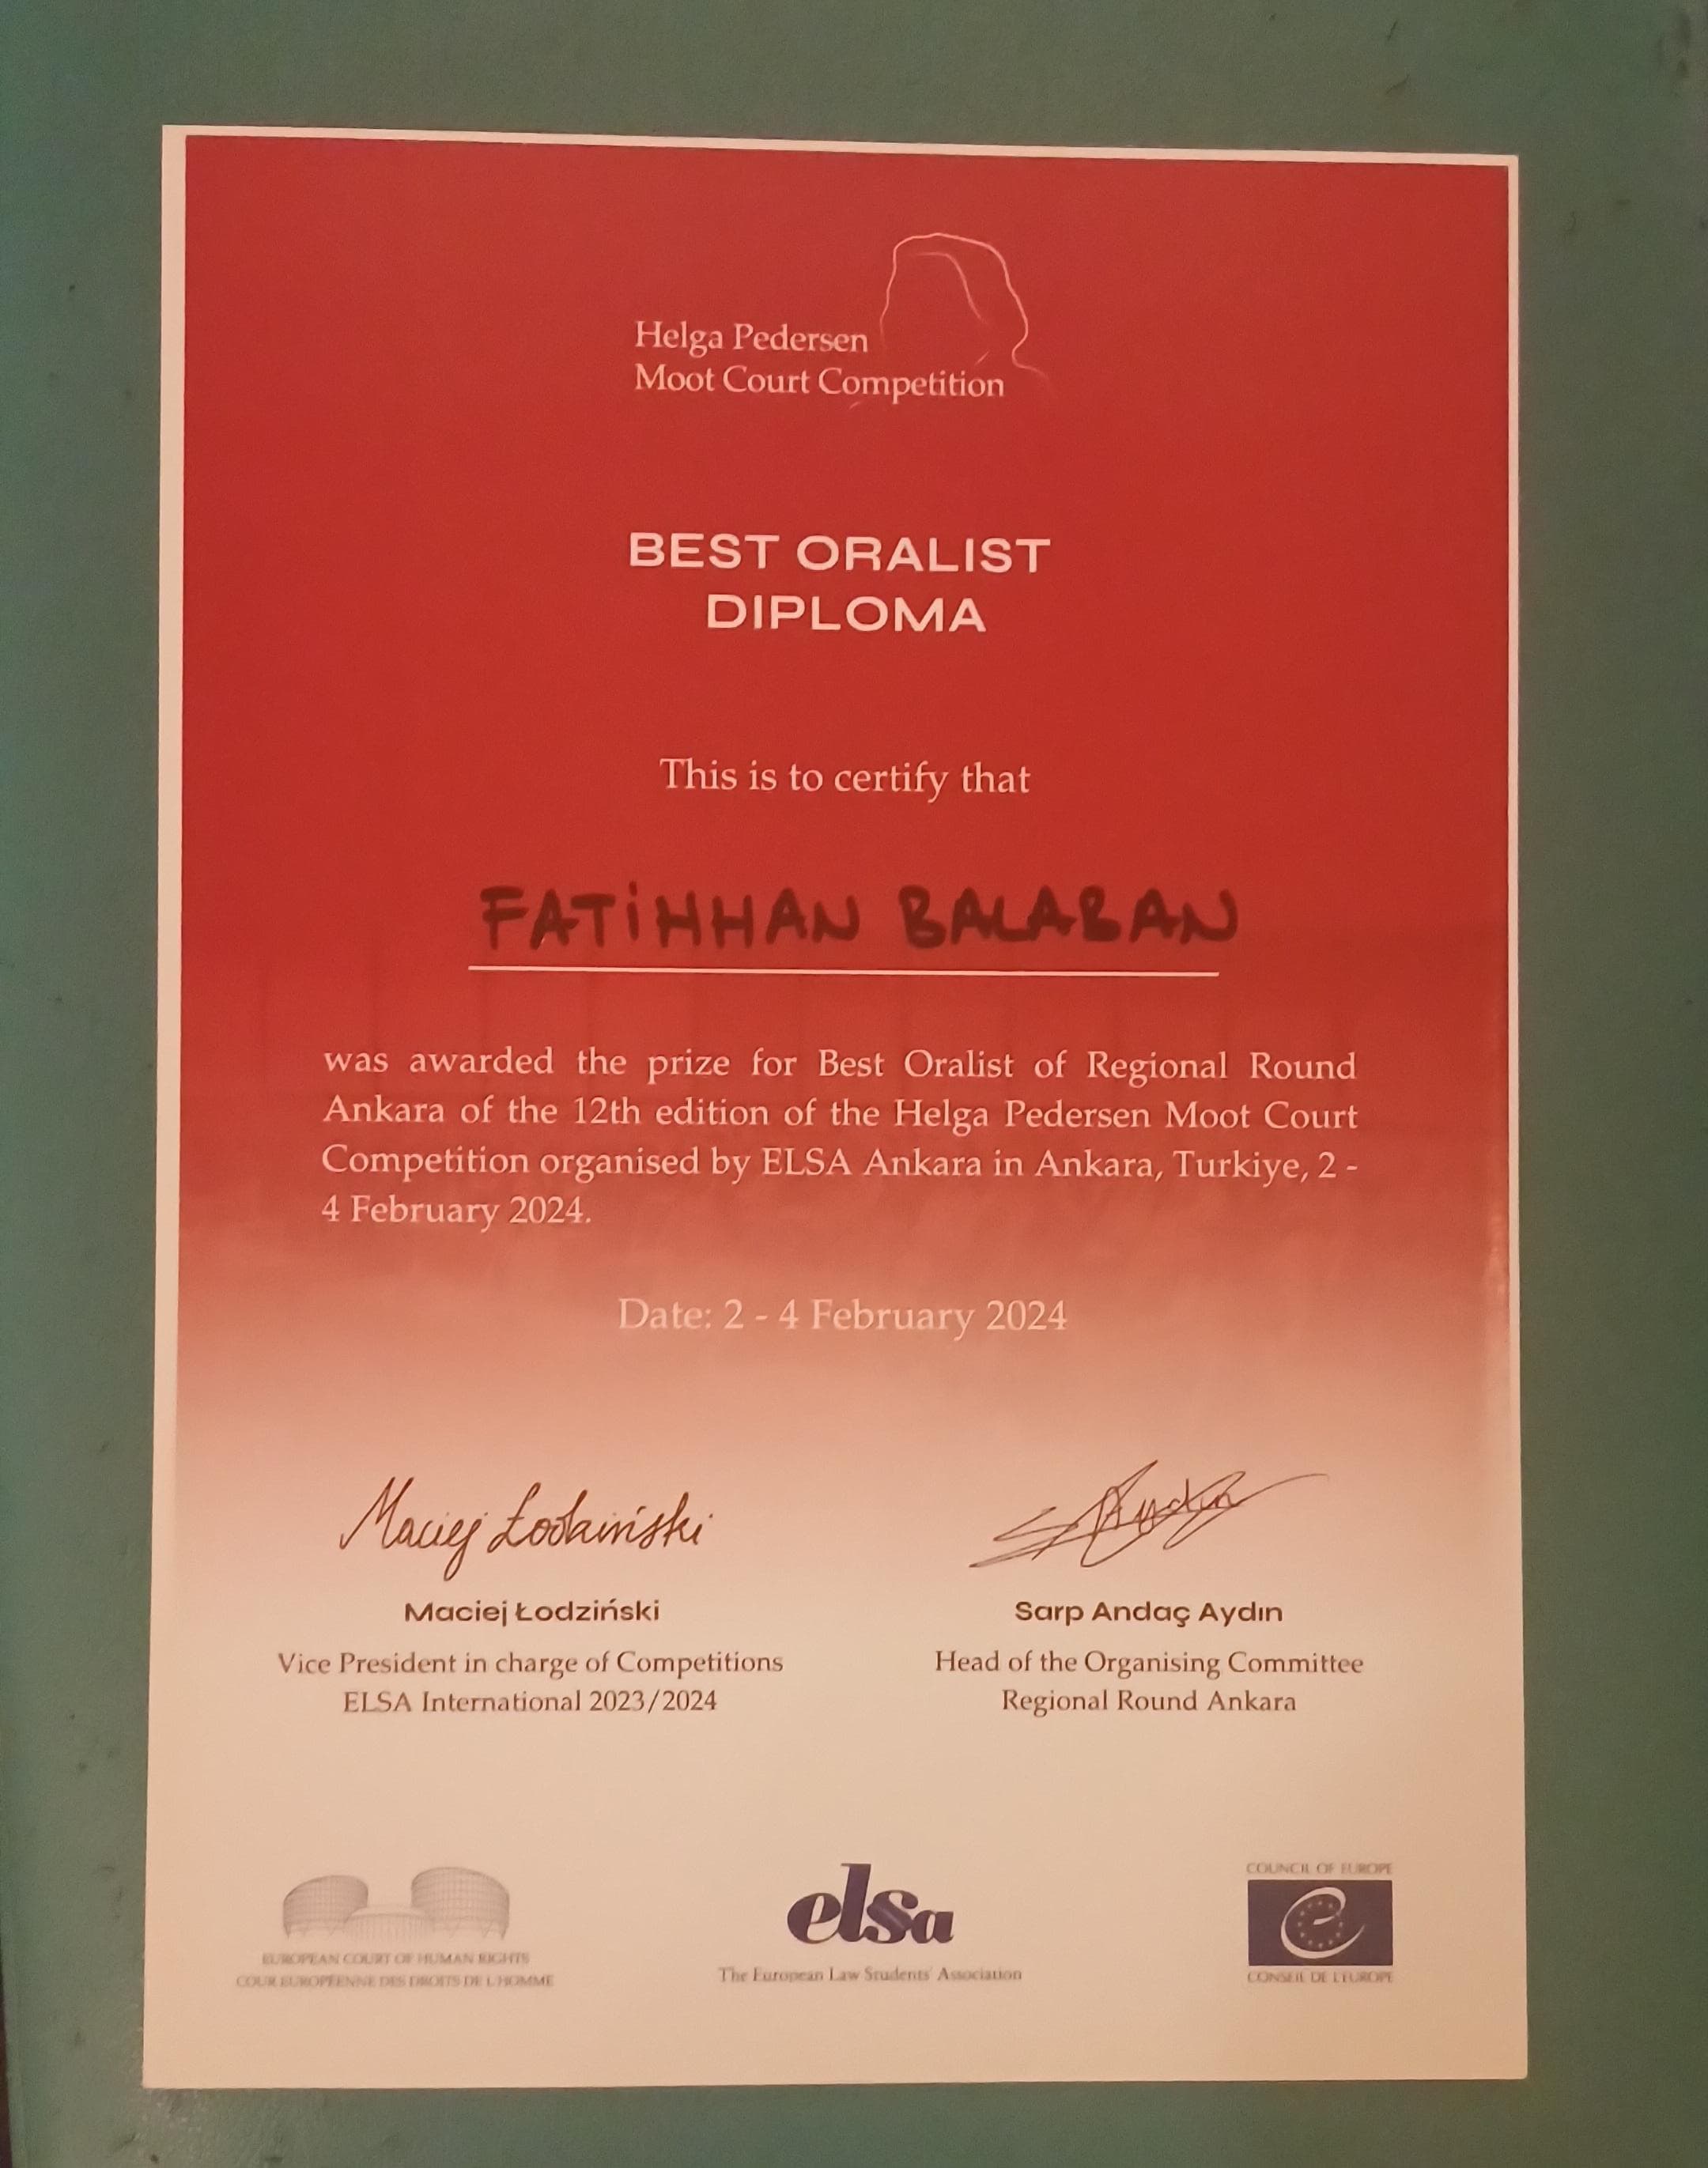 Helga Pedersen
Moot Court Competition
BEST ORALIST
DIPLOMA
This is to certify that
FATiHHAN BALABAN
was awarded the prize for Best Oralist of Regional Round
Ankara of the 12th edition of the Helga Pedersen Moot Court
Competition organised by ELSA Ankara in Ankara, Turkiye, 2 -
4 February 2024.
Date: 2 - 4 February 2024
Maciej Łodziński
Maciej Łodziński
Vice President in charge of Competitions
ELSA International 2023/2024
Aydın
Sarp Andaç Aydın
Head of the Organising Committee
Regional Round Ankara
EUROPEAN COURT OF HUMAN RIGHTS
COUR EUROPÉENNE DES DROITS DE L'HOMME
elsa
The European Law Students' Association
COUNCIL OF EUROPE
CONSEIL DE L'EUROPE